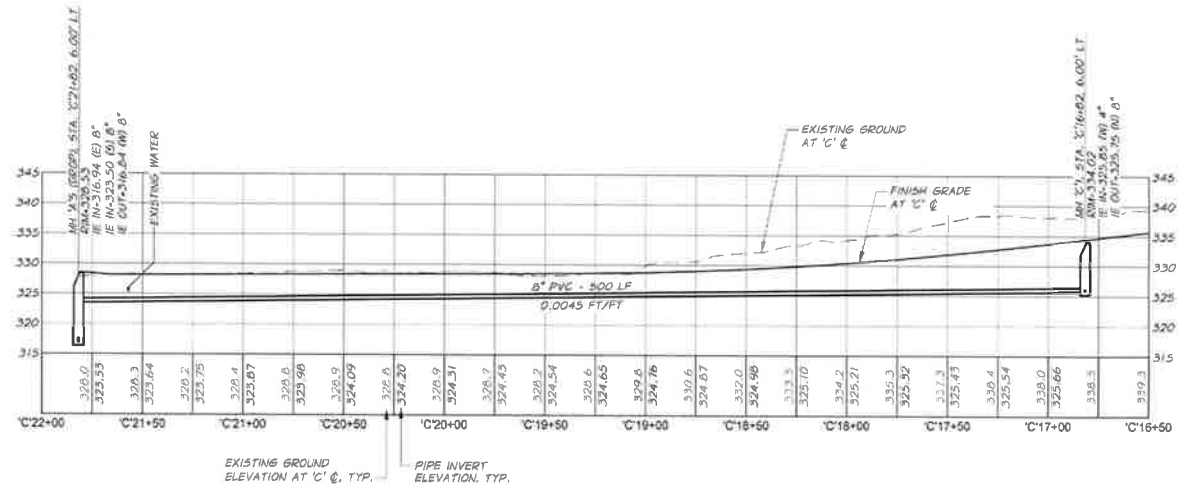 MH 'A'5 (DROP), STA. 'C'21+82, 6.00' LT
RIM=328.53
IE IN=316.94 (E) 8"
IE IN=323.50 (S) 8"
IE OUT=316.84 (W) 8"
EXISTING WATER
EXISTING GROUND
AT 'C' ℄
FINISH GRADE
AT 'C' ℄
MH 'C'1, STA. 'C'16+82, 6.00' LT
RIM=334.02
IE IN=325.85 (W) 4"
IE OUT=325.75 (N) 8"
345
340
335
330
325
320
315
345
340
335
330
325
320
315
8" PVC - 500 LF
0.0045 FT/FT
328.0 323.53
328.3 323.64
328.2 323.75
328.4 323.87
328.8 323.98
328.9 324.09
328.8 324.20
328.9 324.31
328.7 324.43
328.2 324.54
328.6 324.65
329.8 324.76
330.6 324.87
332.0 324.98
333.3 325.10
334.2 325.21
335.3 325.32
337.3 325.43
338.4 325.54
338.0 325.66
338.5
339.3
'C'22+00 'C'21+50 'C'21+00 'C'20+50 'C'20+00 'C'19+50 'C'19+00 'C'18+50 'C'18+00 'C'17+50 'C'17+00 'C'16+50
EXISTING GROUND
ELEVATION AT 'C' ℄, TYP.
PIPE INVERT
ELEVATION, TYP.